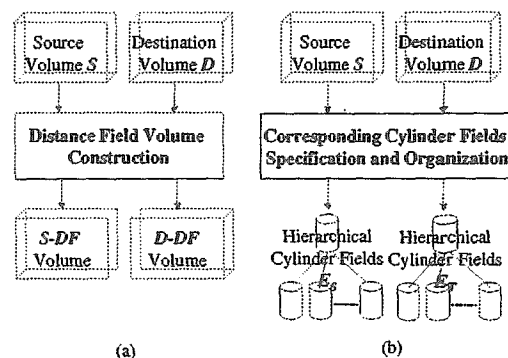 Source
Volume S
Destination
Volume D
Distance Field Volume
Construction
S-DF
Volume
D-DF
Volume
(a)
Source
Volume S
Destination
Volume D
Corresponding Cylinder Fields
Specification and Organization
Hierarchical
Cylinder Fields
E_S
Hierarchical
Cylinder Fields
E_T
(b)